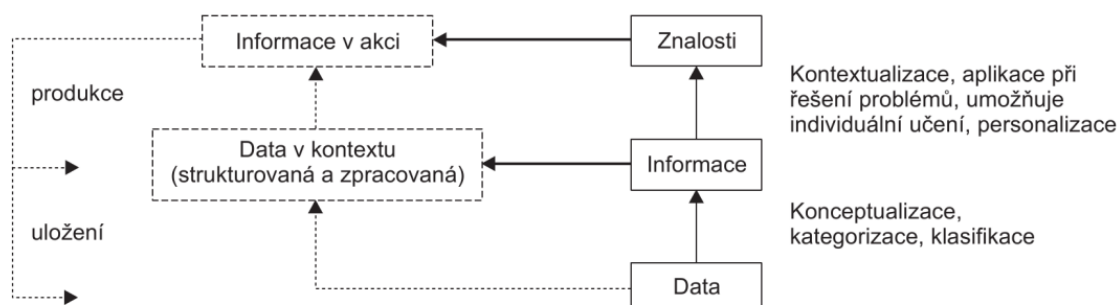 Informace v akci
Znalosti
produkce
Kontextualizace, aplikace při
řešení problémů, umožňuje
individuální učení, personalizace
Data v kontextu
(strukturovaná a zpracovaná)
Informace
uložení
Konceptualizace,
kategorizace, klasifikace
Data